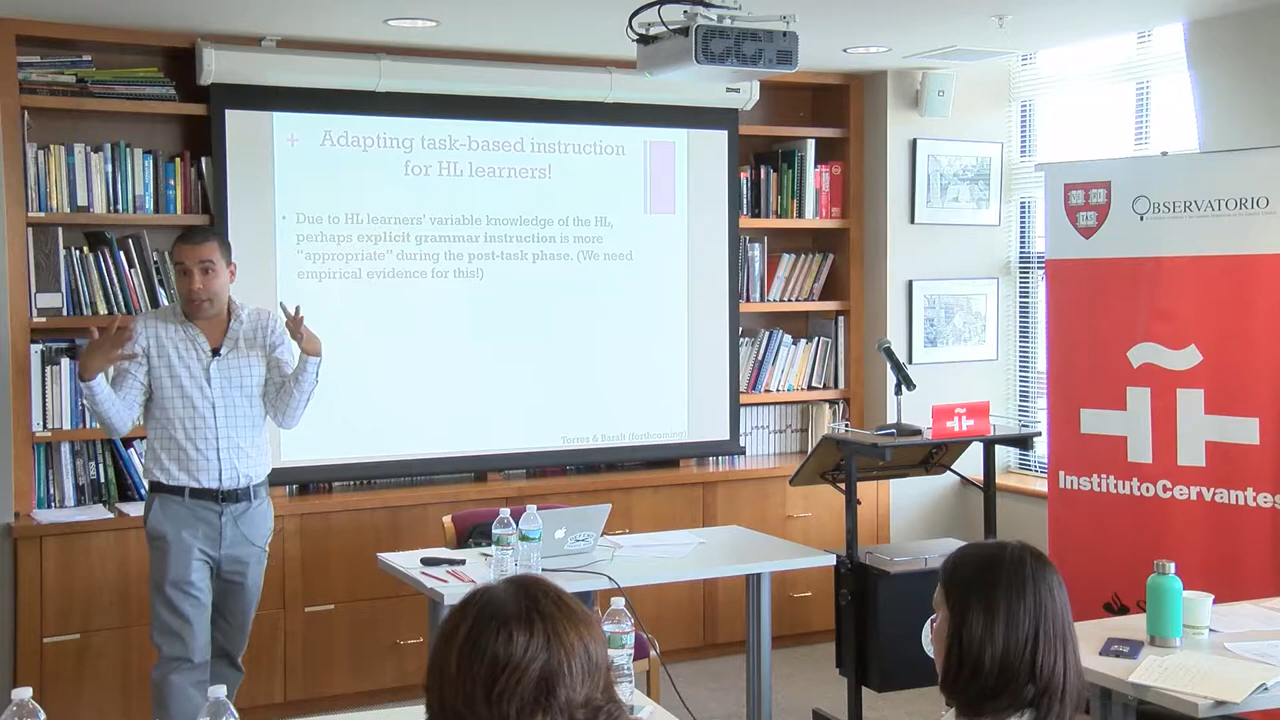 + Adapting task-based instruction
for HL learners!
• Due to HL learners' variable knowledge of the HL,
perhaps explicit grammar instruction is more
"appropriate" during the post-task phase. (We need
empirical evidence for this!)
Torres & Baralt (forthcoming)
OBSERVATORIO
InstitutoCervantes